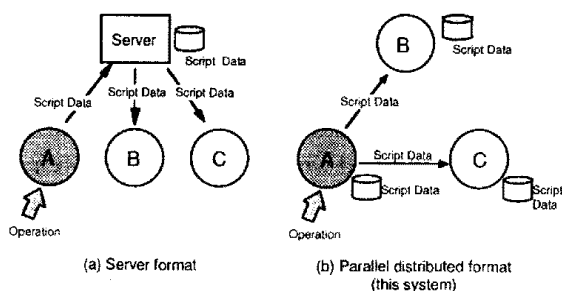 Server
Script Data
Script Data
Script Data
Script Data
A
B
C
Operation
(a) Server format
B
Script Data
Script Data
A
Script Data
C
Script Data
Script
Data
Operation
(b) Parallel distributed format
(this system)